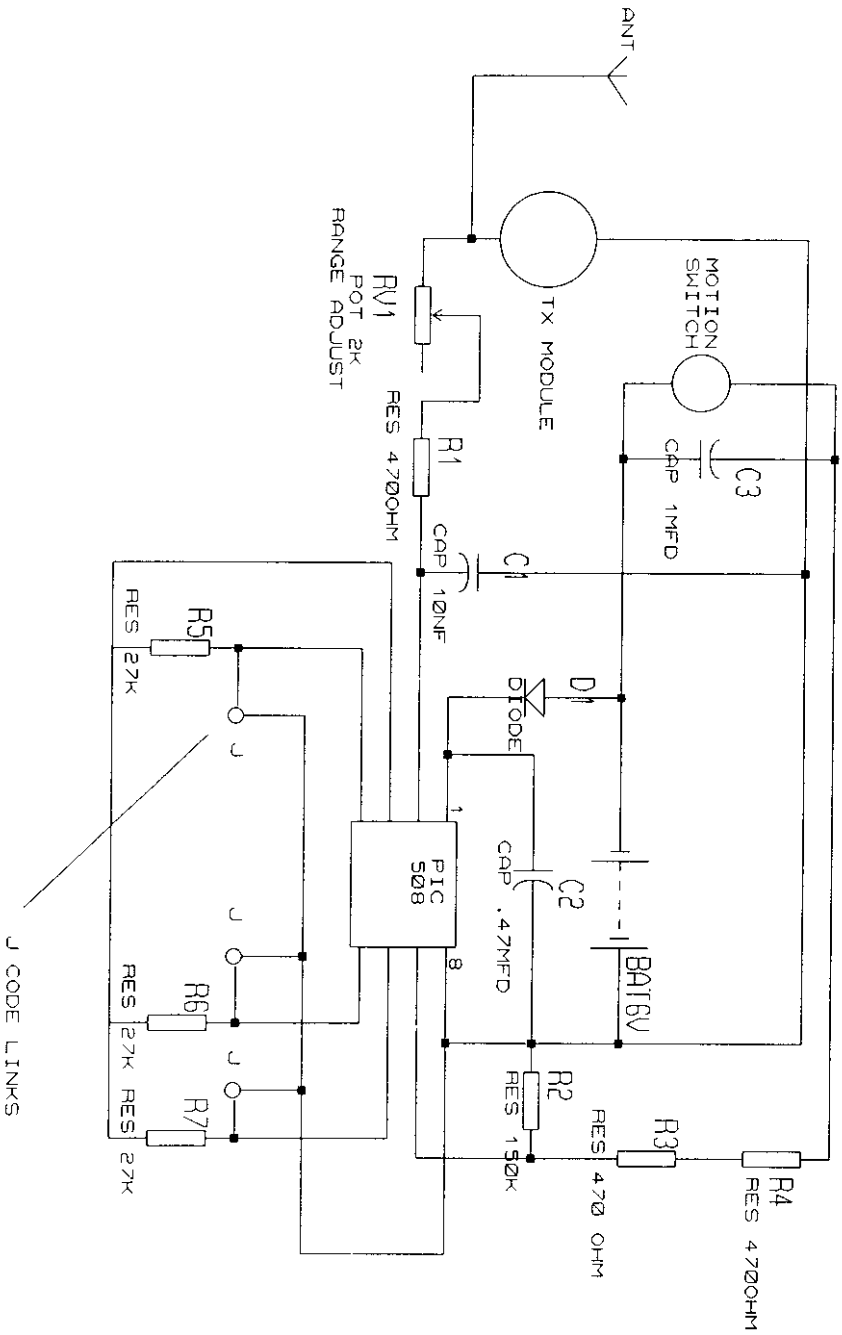 R4
RES 470OHM
C3
MOTION
SWITCH
CAP 1MFD
R3
RES 470 OHM
ANT
BAT6V
D1
DIODE
C2
CAP .47MFD
R2
RES 150K
TX MODULE
C1
CAP 10NF
R1
RES 470OHM
1
8
PIC
508
RV1
POT 2K
RANGE ADJUST
J
J
J
R5
R6
R7
RES 27K
RES 27K
RES 27K
J CODE LINKS